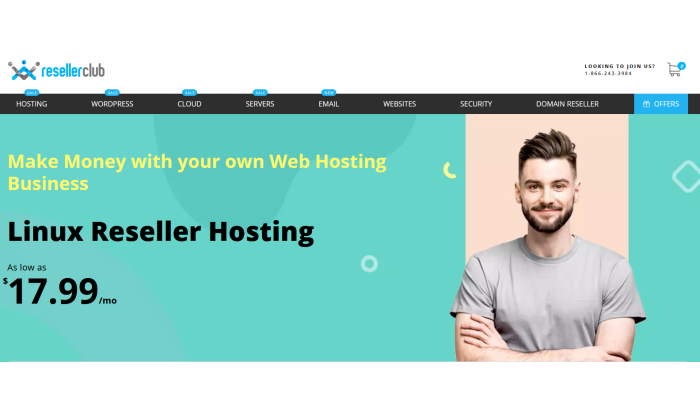 resellerclub
LOOKING TO JOIN US?
1-866-243-3984
0
SALE SALE SALE SALE NEW
HOSTING WORDPRESS CLOUD SERVERS EMAIL WEBSITES SECURITY DOMAIN RESELLER OFFERS
Make Money with your own Web Hosting
Business
Linux Reseller Hosting
As low as
$17.99/mo